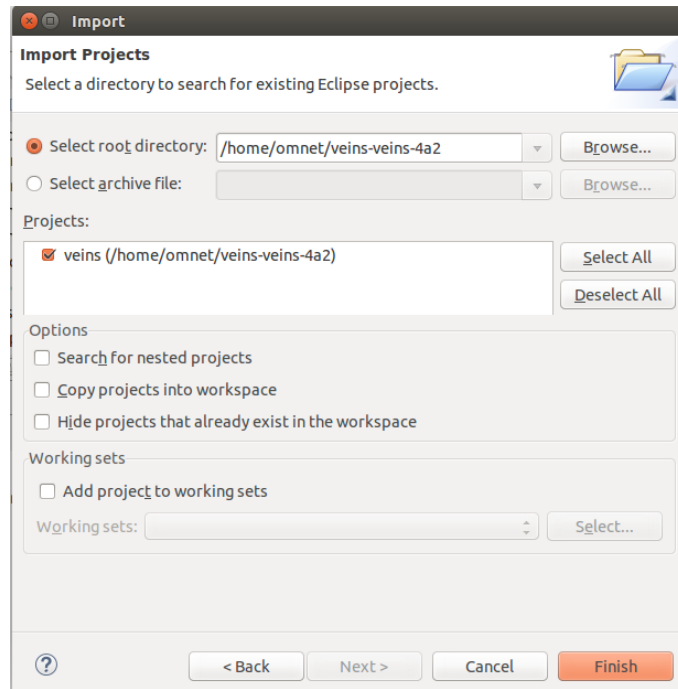 Import
Import Projects
Select a directory to search for existing Eclipse projects.
Select root directory: /home/omnet/veins-veins-4a2 Browse...
Select archive file: Browse...
Projects:
veins (/home/omnet/veins-veins-4a2)
Select All
Deselect All
Options
Search for nested projects
Copy projects into workspace
Hide projects that already exist in the workspace
Working sets
Add project to working sets
Working sets: Select...
? < Back Next > Cancel Finish